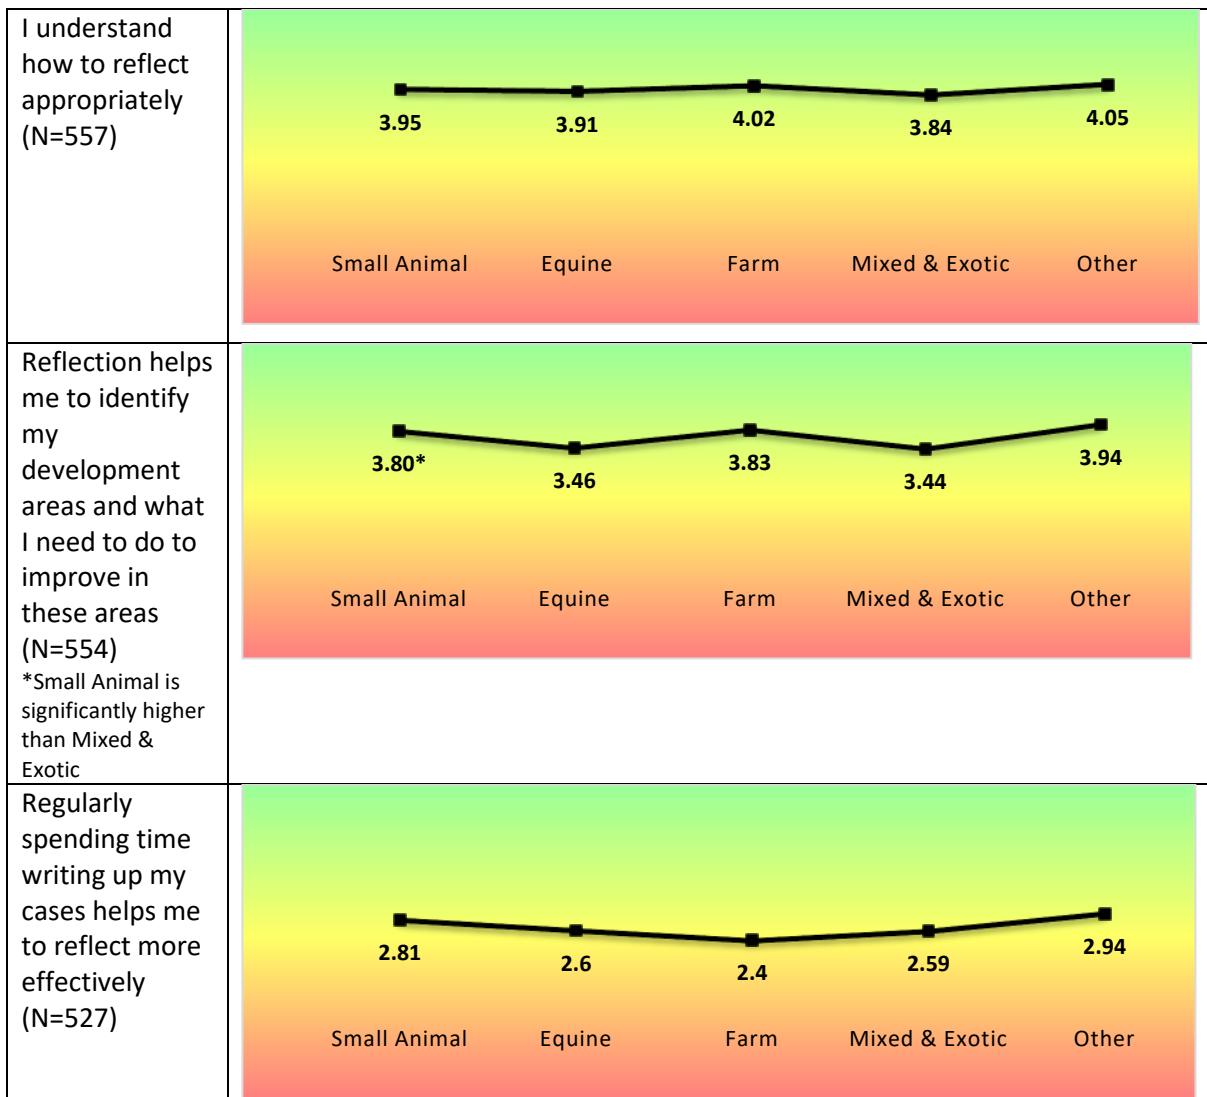 I understand
how to reflect
appropriately
(N=557)
3.95 3.91 4.02 3.84 4.05
Small Animal Equine Farm Mixed & Exotic Other
Reflection helps
me to identify
my
development
areas and what
I need to do to
improve in
these areas
(N=554)
*Small Animal is
significantly higher
than Mixed &
Exotic
3.80* 3.46 3.83 3.44 3.94
Small Animal Equine Farm Mixed & Exotic Other
Regularly
spending time
writing up my
cases helps me
to reflect more
effectively
(N=527)
2.81 2.6 2.4 2.59 2.94
Small Animal Equine Farm Mixed & Exotic Other